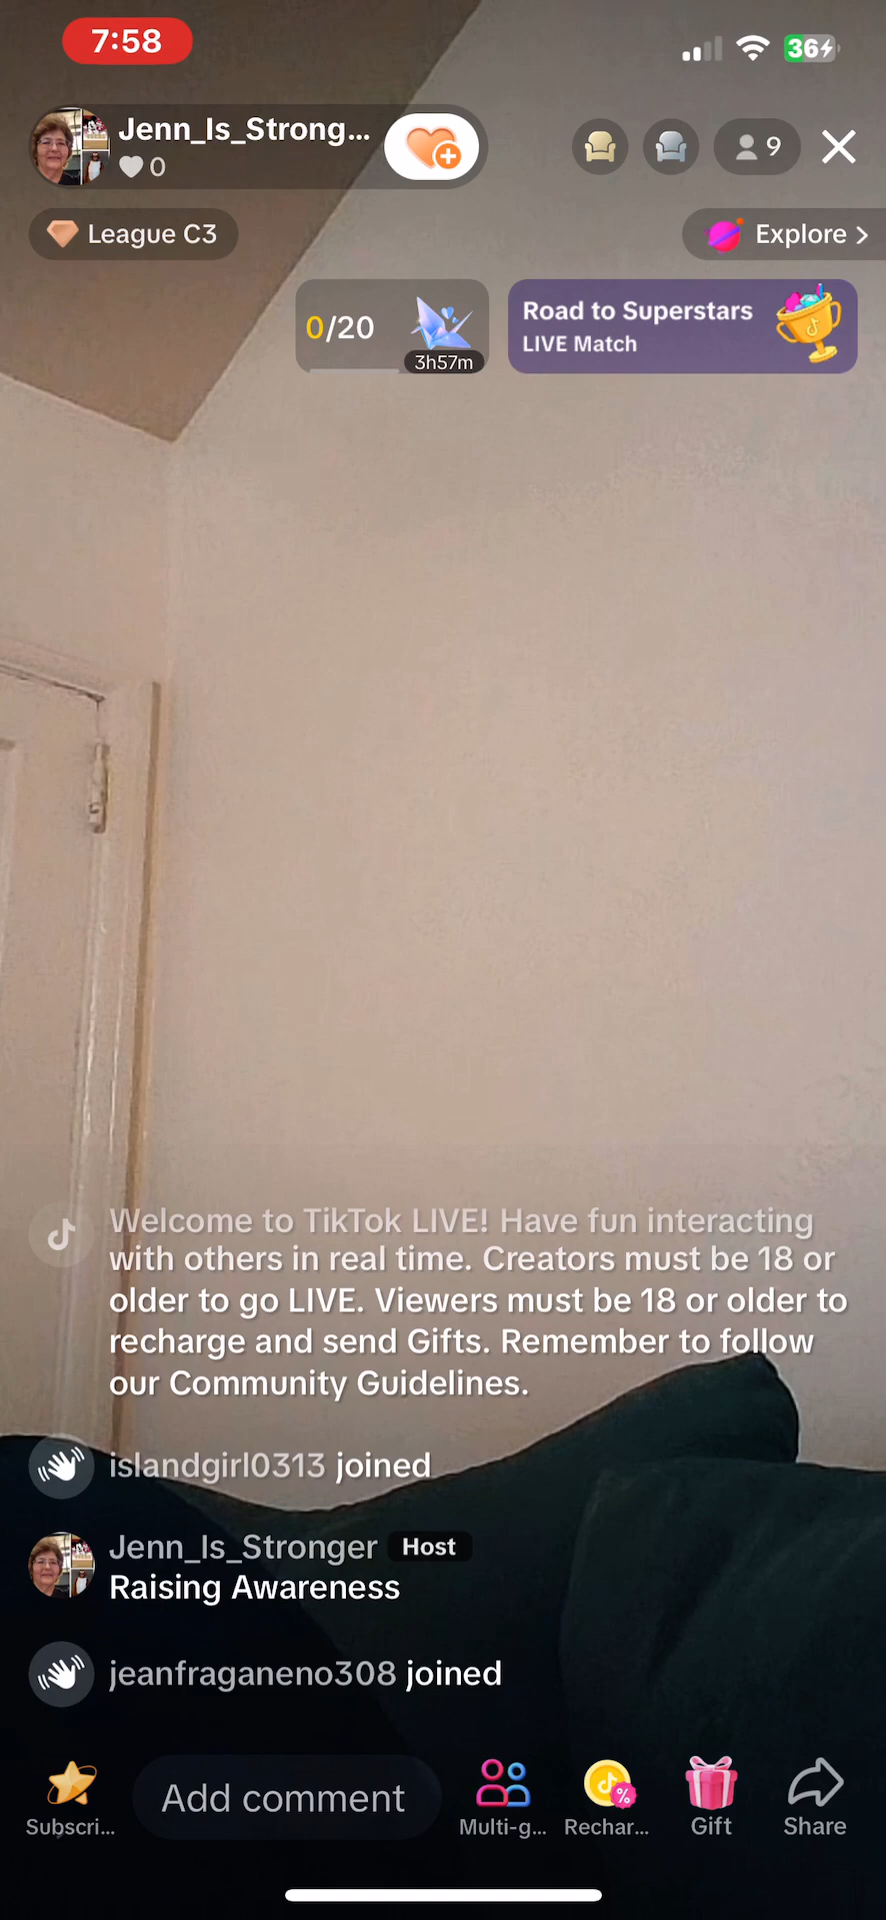 7:58
36
Jenn_Is_Strong...
0
9
League C3
Explore >
0/20
3h57m
Road to Superstars
LIVE Match
Welcome to TikTok LIVE! Have fun interacting
with others in real time. Creators must be 18 or
older to go LIVE. Viewers must be 18 or older to
recharge and send Gifts. Remember to follow
our Community Guidelines.
islandgirl0313 joined
Jenn_Is_Stronger Host
Raising Awareness
jeanfraganeno308 joined
Add comment
Subscri... Multi-g... Rechar... Gift Share